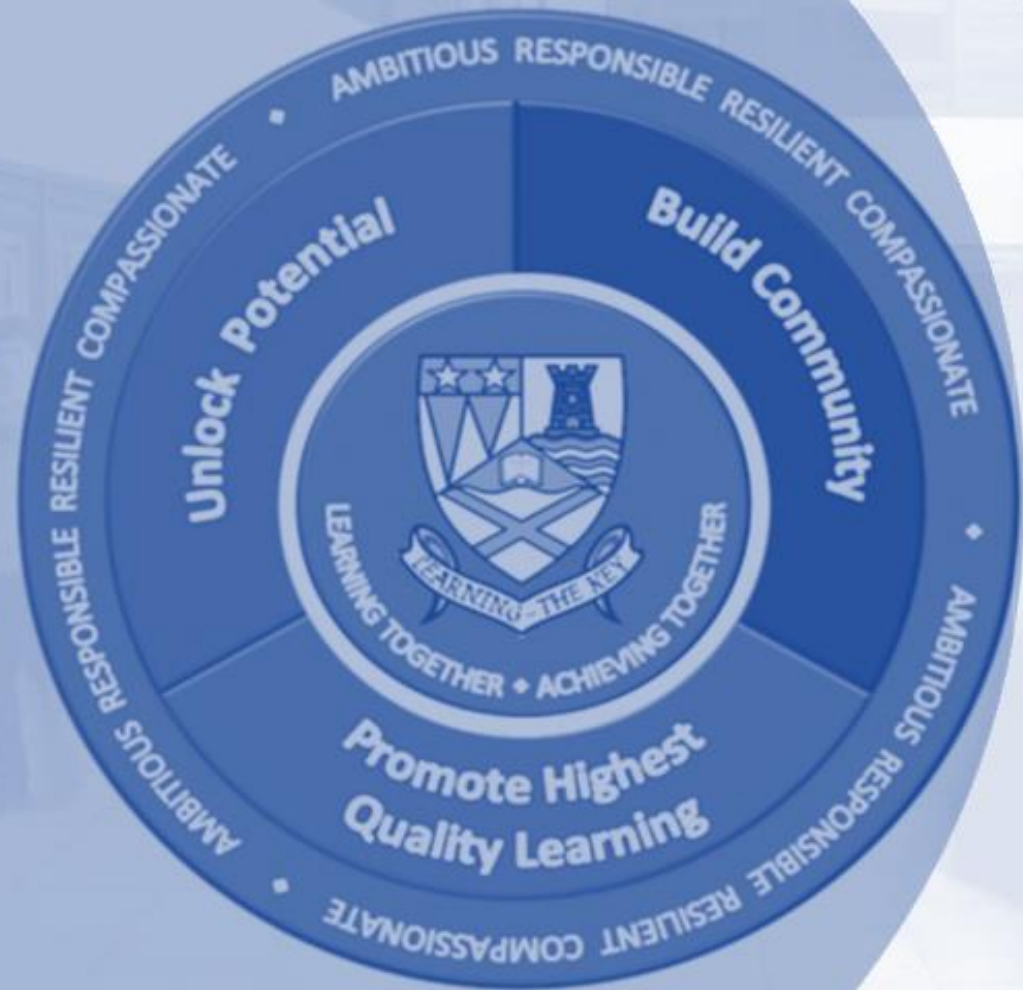 AMBITIOUS RESPONSIBLE RESILIENT COMPASSIONATE
AMBITIOUS RESPONSIBLE RESILIENT COMPASSIONATE
AMBITIOUS RESPONSIBLE RESILIENT COMPASSIONATE
Unlock Potential
Build Community
Promote Highest
Quality Learning
LEARNING-THE KEY
LEARNING TOGETHER • ACHIEVING TOGETHER